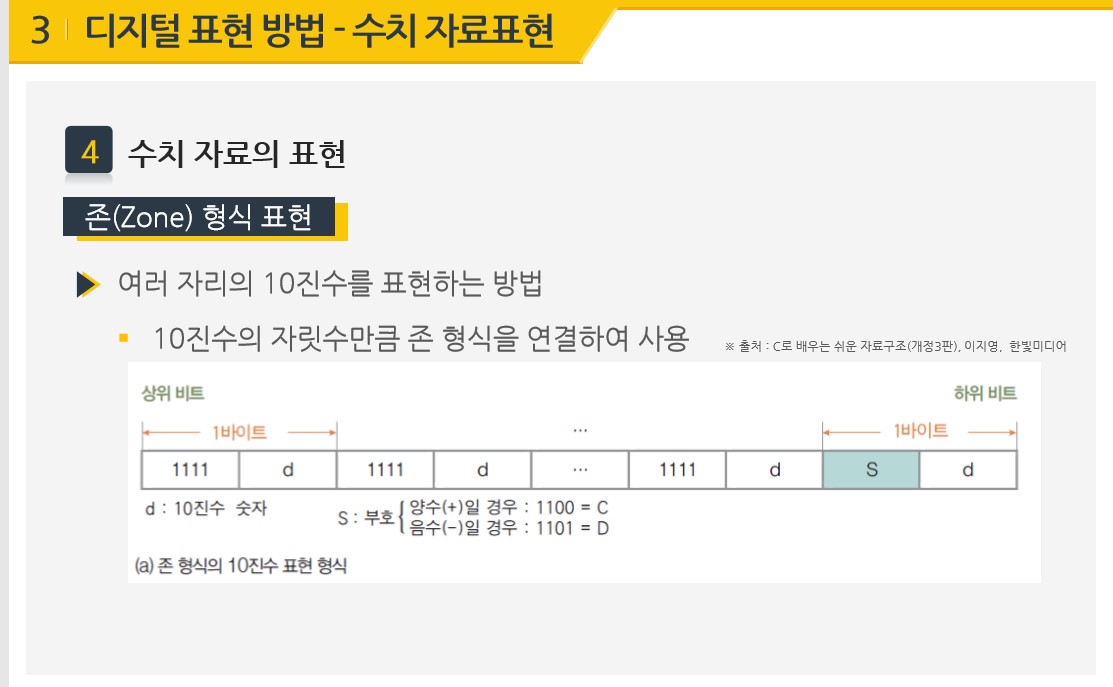 3 디지털 표현 방법 - 수치 자료표현
4 수치 자료의 표현
존(Zone) 형식 표현
여러 자리의 10진수를 표현하는 방법
10진수의 자릿수만큼 존 형식을 연결하여 사용
※ 출처 : C로 배우는 쉬운 자료구조(개정3판), 이지영, 한빛미디어
상위 비트 하위 비트
1바이트 ... 1바이트
1111 d 1111 d ... 1111 d S d
d : 10진수 숫자
S : 부호 { 양수(+)일 경우 : 1100 = C
음수(-)일 경우 : 1101 = D
(a) 존 형식의 10진수 표현 형식